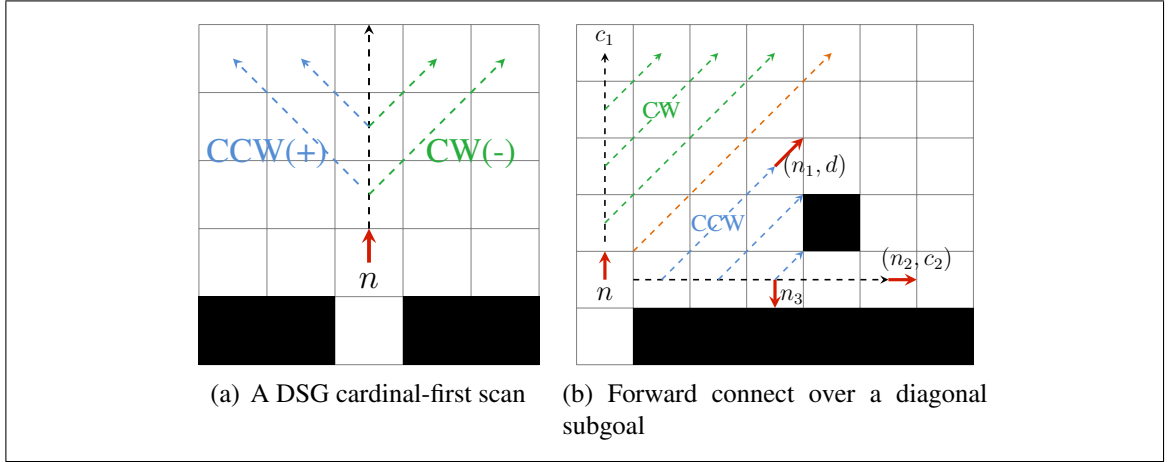 CCW(+)
CW(-)
n
c₁
CW
(n₁, d)
CCW
(n₂, c₂)
n
n₃
(a) A DSG cardinal-first scan
(b) Forward connect over a diagonal
subgoal